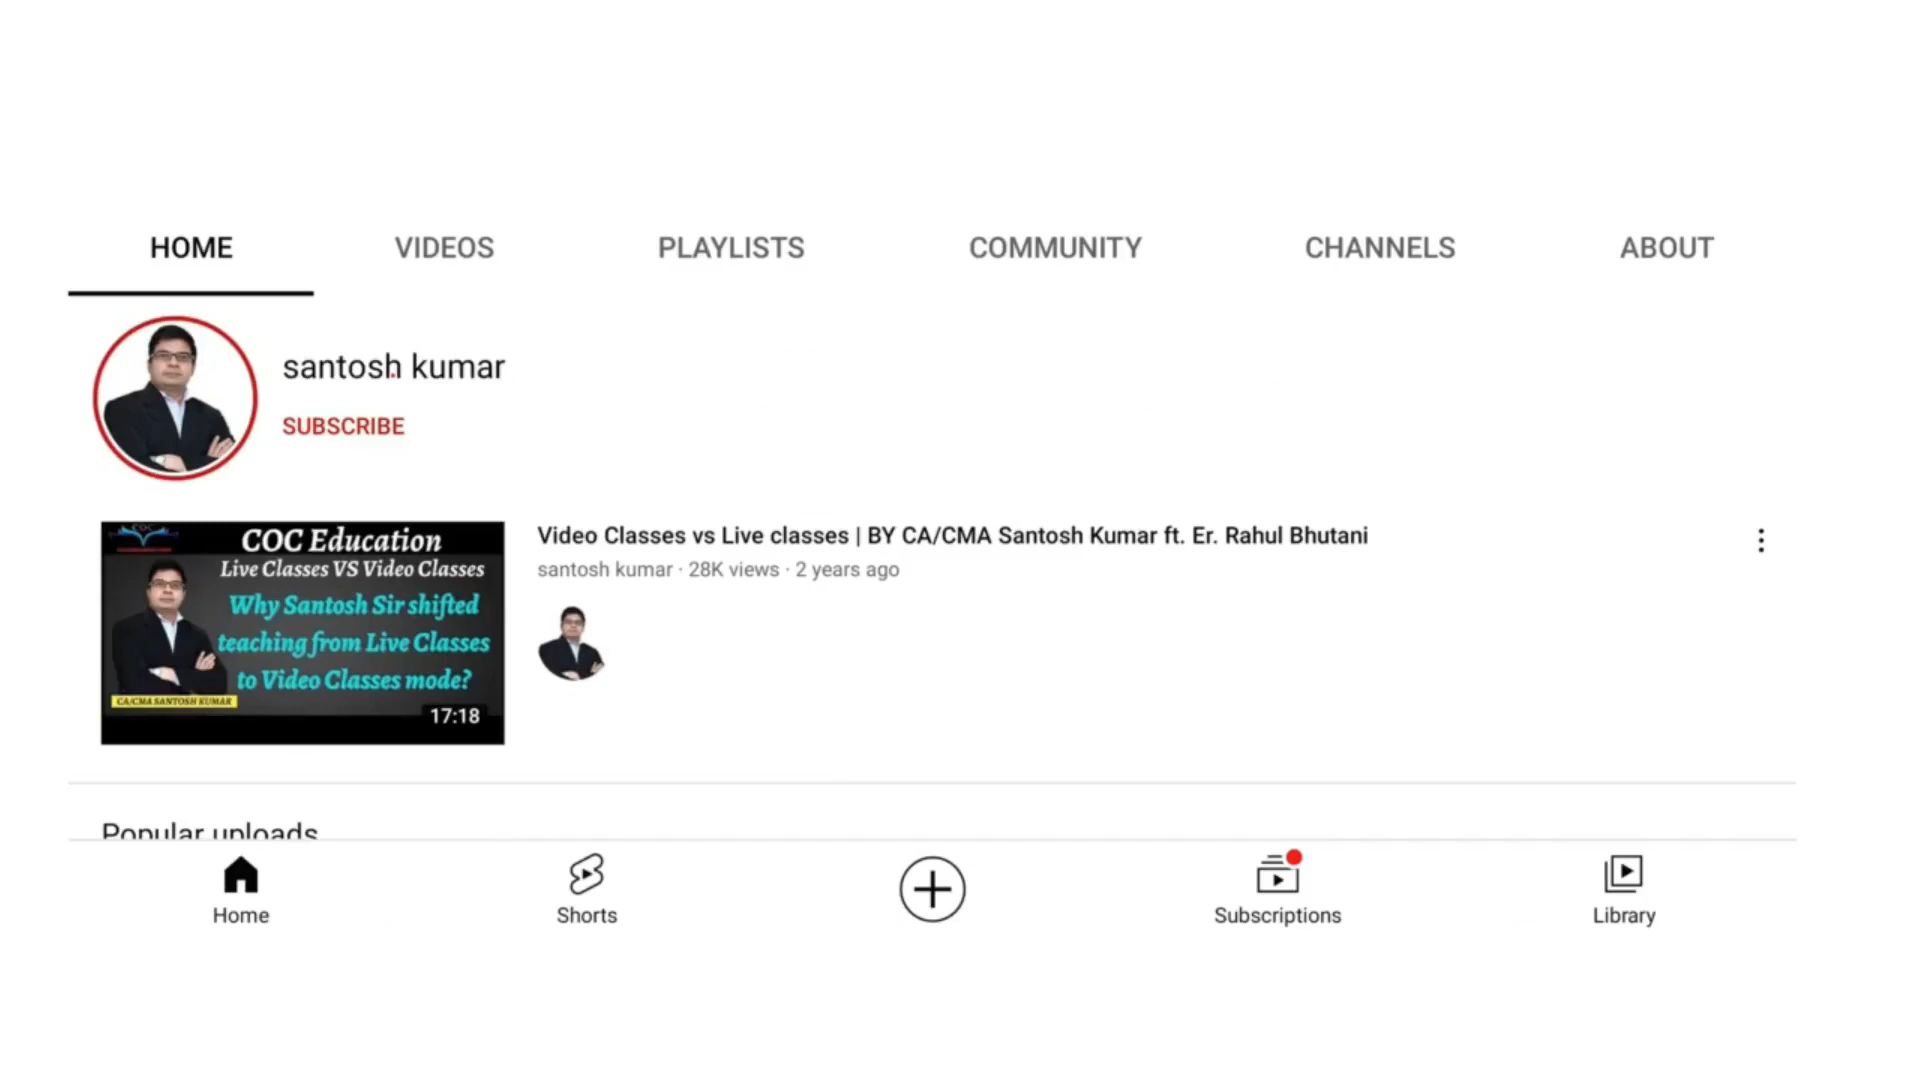 HOME VIDEOS PLAYLISTS COMMUNITY CHANNELS ABOUT
santosh kumar
SUBSCRIBE
COC Education
Live Classes VS Video Classes
Why Santosh Sir shifted
teaching from Live Classes
to Video Classes mode?
CA/CMA SANTOSH KUMAR
17:18
Video Classes vs Live classes | BY CA/CMA Santosh Kumar ft. Er. Rahul Bhutani
santosh kumar · 28K views · 2 years ago
Popular uploads
Home Shorts Subscriptions Library